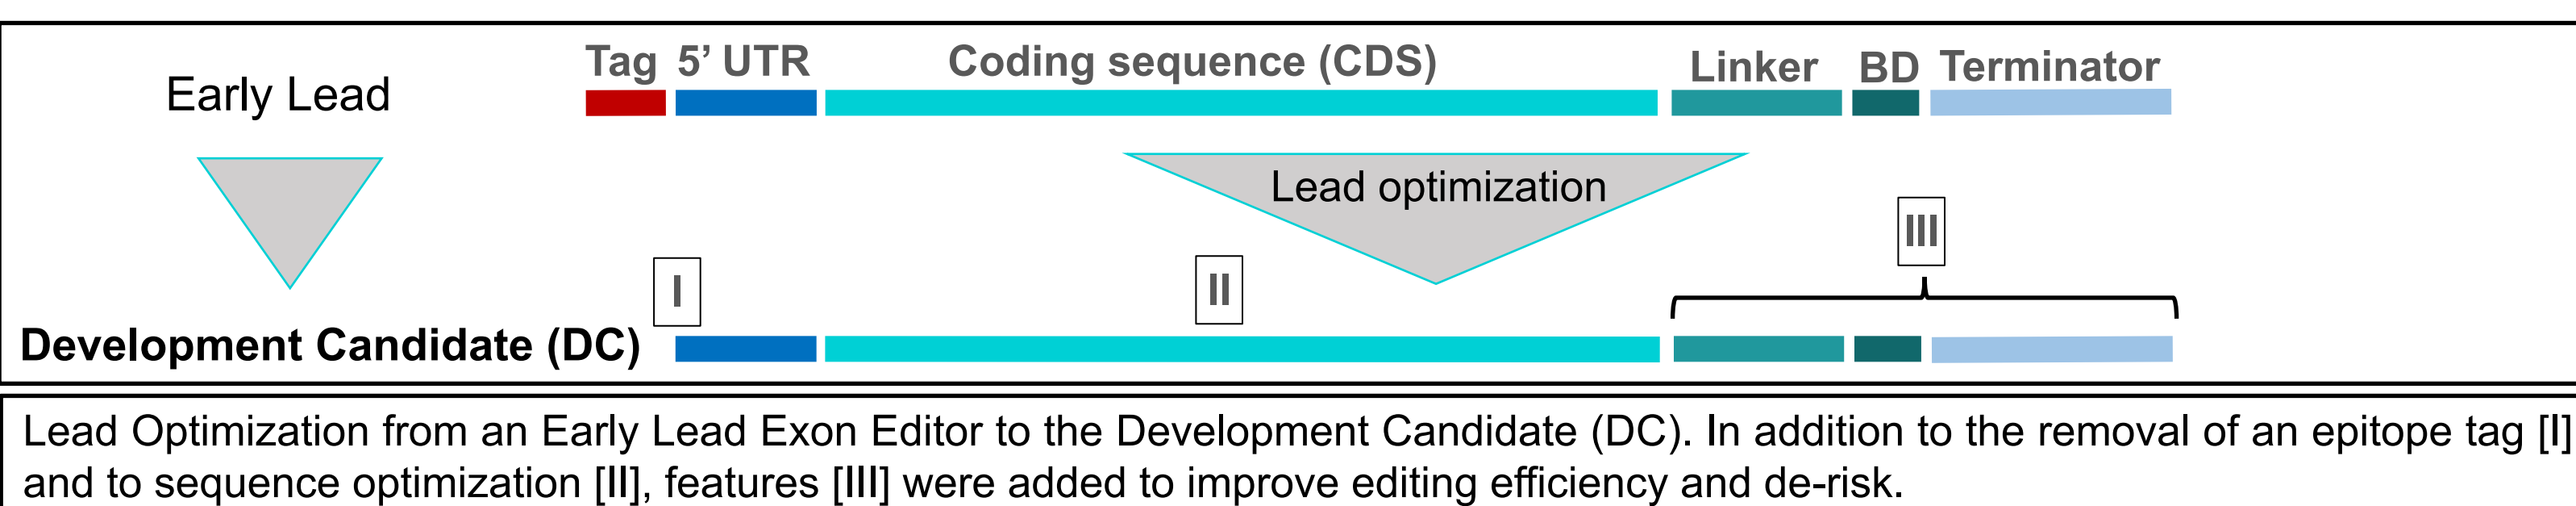 Tag 5’ UTR Coding sequence (CDS) Linker BD Terminator
Early Lead
Lead optimization
III
I
II
Development Candidate (DC)
Lead Optimization from an Early Lead Exon Editor to the Development Candidate (DC). In addition to the removal of an epitope tag [I]
and to sequence optimization [II], features [III] were added to improve editing efficiency and de-risk.